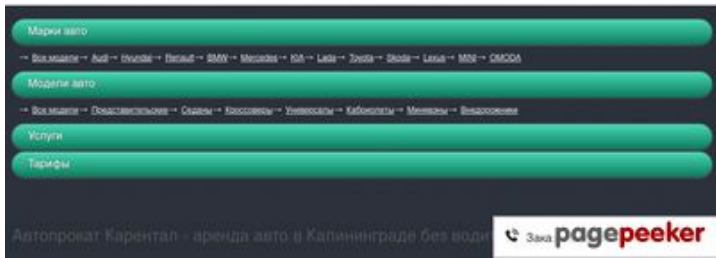 Марки авто
→ Все модели → Audi → Hyundai → Renault → BMW → Mercedes → KIA → Lada → Toyota → Skoda → Lexus → MINI → OMODA
Модели авто
→ Все модели → Представительские → Седаны → Кроссоверы → Универсалы → Кабриолеты → Минивэны → Внедорожники
Услуги
Тарифы
Автопрокат Карентал - аренда авто в Калининграде без води
Зака
pagepeeker